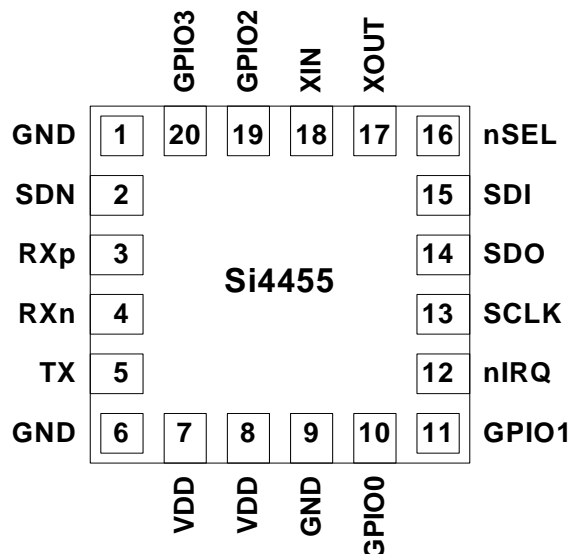 GPIO3 GPIO2 XIN XOUT
GND 1 20 19 18 17 16 nSEL
SDN 2 15 SDI
RXp 3 14 SDO
Si4455
RXn 4 13 SCLK
TX 5 12 nIRQ
GND 6 7 8 9 10 11 GPIO1
VDD VDD GND GPIO0